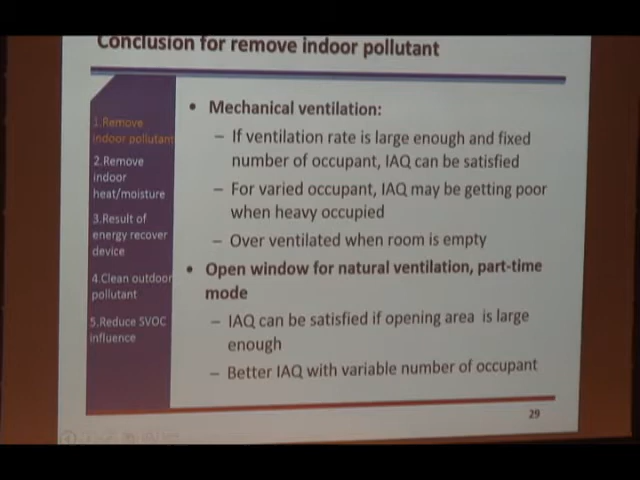 Conclusion for remove indoor pollutant
1.Remove
indoor pollutant
2.Remove
indoor
heat/moisture
3.Result of
energy recover
device
4.Clean outdoor
pollutant
5.Reduce SVOC
influence
• Mechanical ventilation:
– If ventilation rate is large enough and fixed
number of occupant, IAQ can be satisfied
– For varied occupant, IAQ may be getting poor
when heavy occupied
– Over ventilated when room is empty
• Open window for natural ventilation, part-time
mode
– IAQ can be satisfied if opening area is large
enough
– Better IAQ with variable number of occupant
29